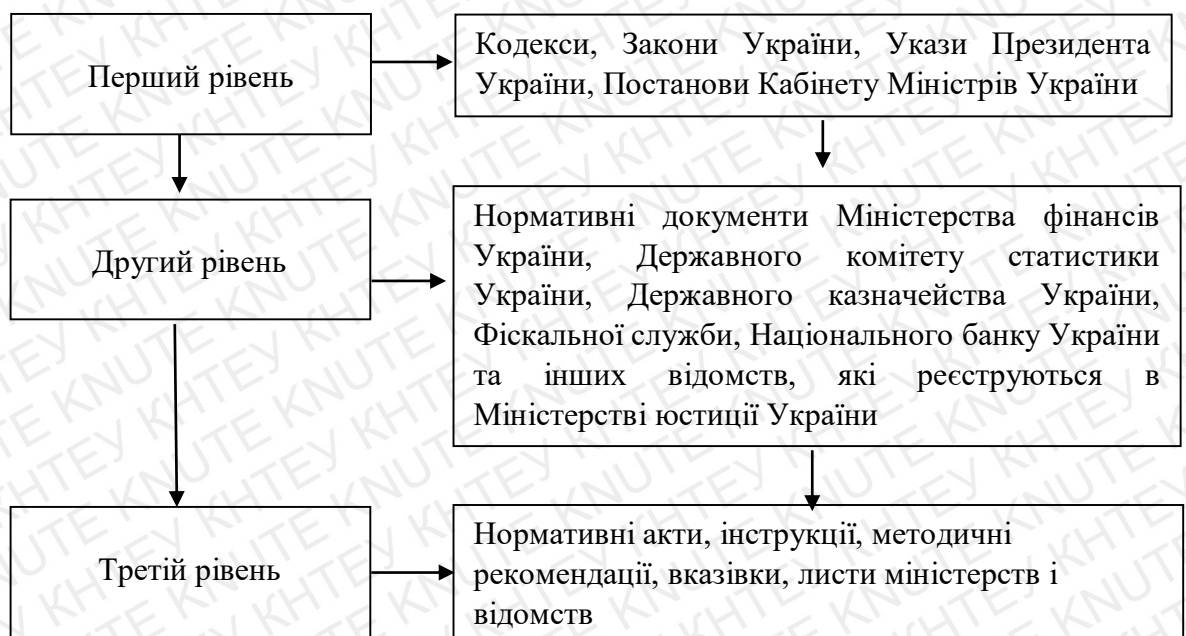 Перший рівень
Кодекси, Закони України, Укази Президента
України, Постанови Кабінету Міністрів України
Другий рівень
Нормативні документи Міністерства фінансів
України, Державного комітету статистики
України, Державного казначейства України,
Фіскальної служби, Національного банку України
та інших відомств, які реєструються в
Міністерстві юстиції України
Третій рівень
Нормативні акти, інструкції, методичні
рекомендації, вказівки, листи міністерств і
відомств